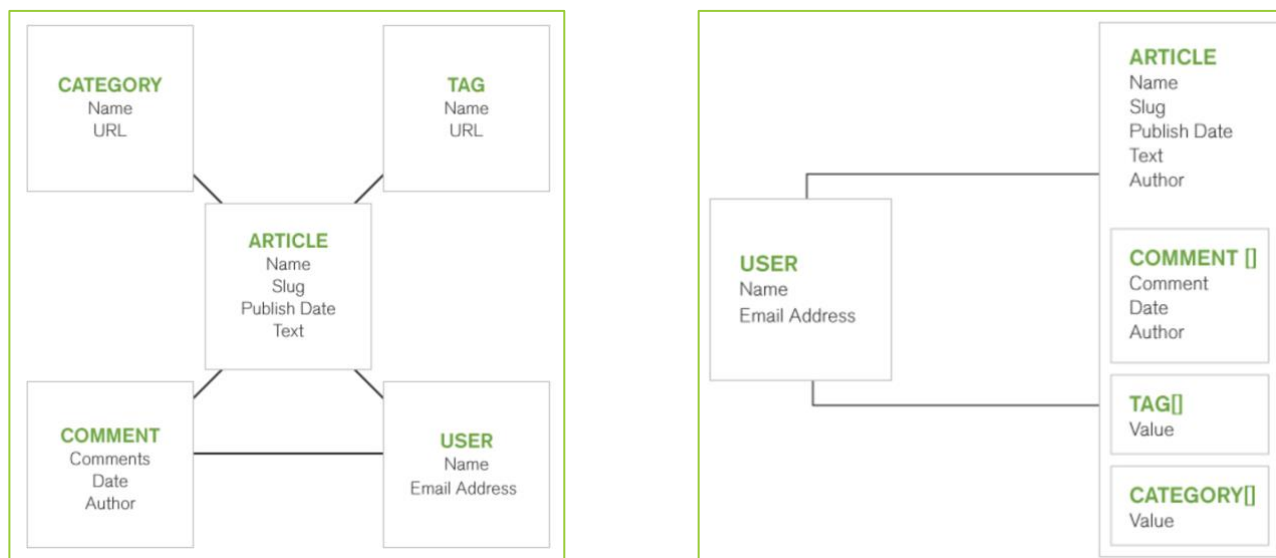 CATEGORY
Name
URL
TAG
Name
URL
ARTICLE
Name
Slug
Publish Date
Text
COMMENT
Comments
Date
Author
USER
Name
Email Address
USER
Name
Email Address
ARTICLE
Name
Slug
Publish Date
Text
Author
COMMENT []
Comment
Date
Author
TAG[]
Value
CATEGORY[]
Value